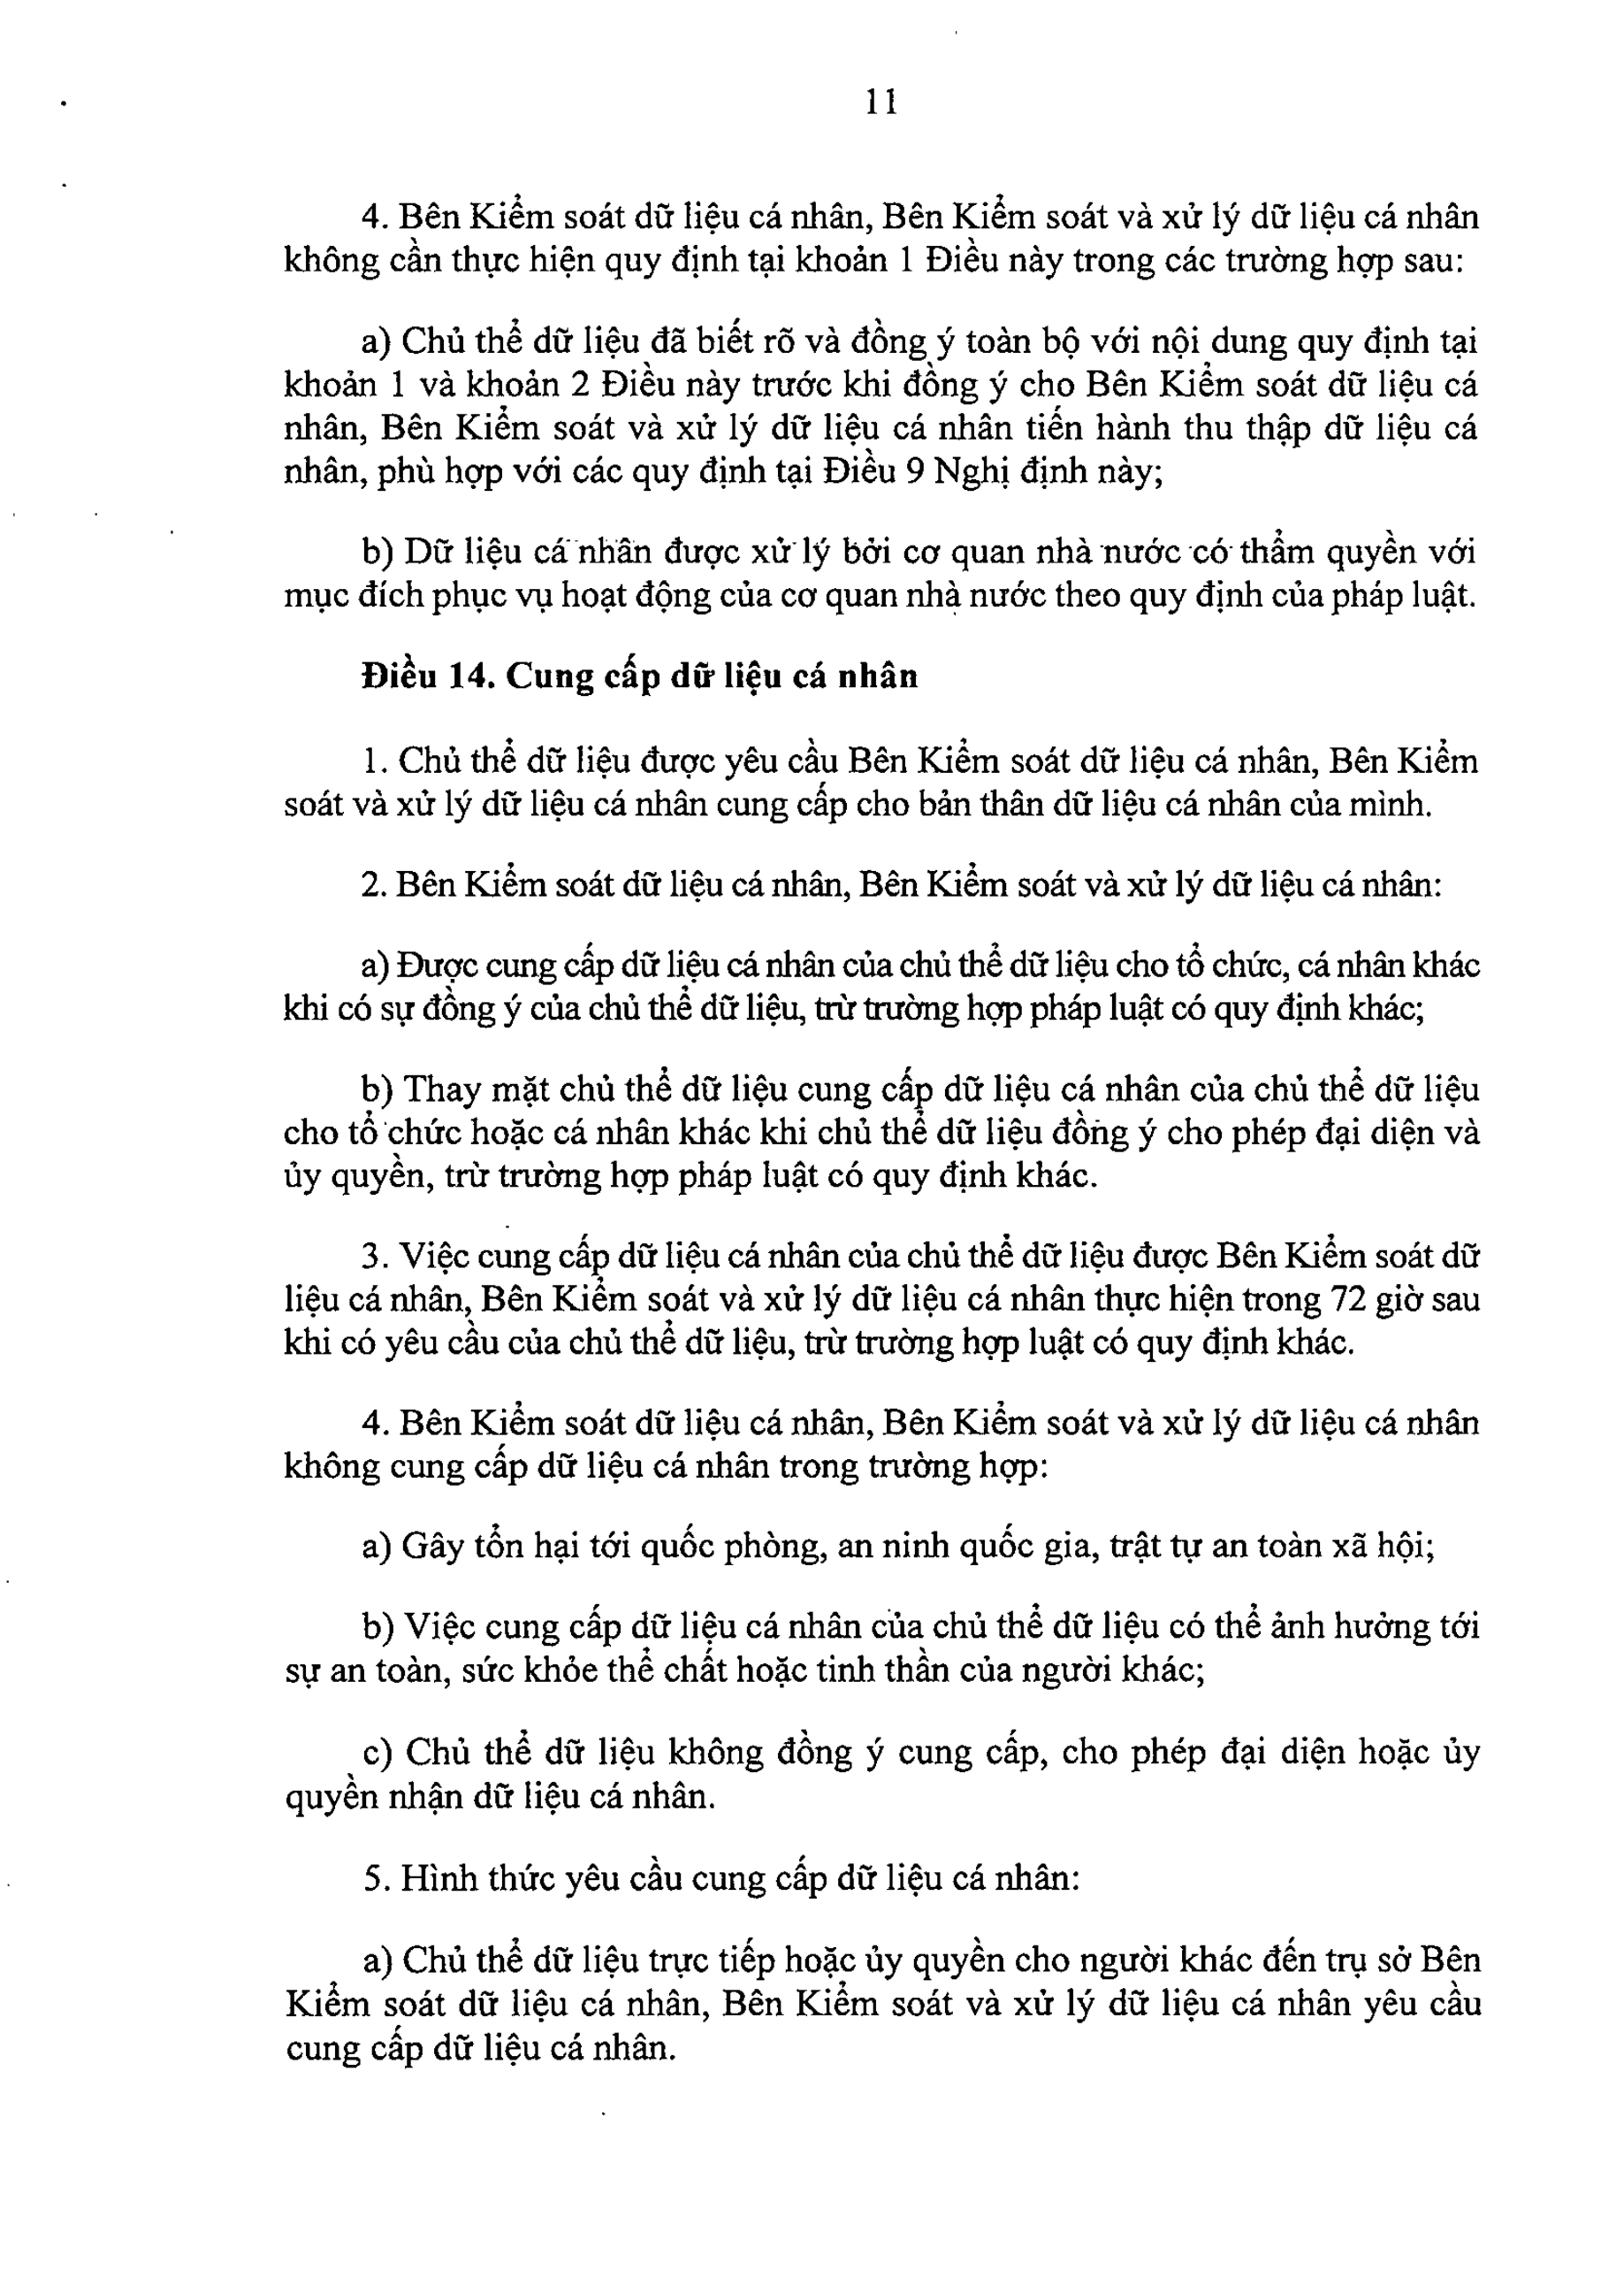 11
4. Bên Kiểm soát dữ liệu cá nhân, Bên Kiểm soát và xử lý dữ liệu cá nhân
không cần thực hiện quy định tại khoản 1 Điều này trong các trường hợp sau:
a) Chủ thể dữ liệu đã biết rõ và đồng ý toàn bộ với nội dung quy định tại
khoản 1 và khoản 2 Điều này trước khi đồng ý cho Bên Kiểm soát dữ liệu cá
nhân, Bên Kiểm soát và xử lý dữ liệu cá nhân tiến hành thu thập dữ liệu cá
nhân, phù hợp với các quy định tại Điều 9 Nghị định này;
b) Dữ liệu cá nhân được xử lý bởi cơ quan nhà nước có thẩm quyền với
mục đích phục vụ hoạt động của cơ quan nhà nước theo quy định của pháp luật.
Điều 14. Cung cấp dữ liệu cá nhân
1. Chủ thể dữ liệu được yêu cầu Bên Kiểm soát dữ liệu cá nhân, Bên Kiểm
soát và xử lý dữ liệu cá nhân cung cấp cho bản thân dữ liệu cá nhân của mình.
2. Bên Kiểm soát dữ liệu cá nhân, Bên Kiểm soát và xử lý dữ liệu cá nhân:
a) Được cung cấp dữ liệu cá nhân của chủ thể dữ liệu cho tổ chức, cá nhân khác
khi có sự đồng ý của chủ thể dữ liệu, trừ trường hợp pháp luật có quy định khác;
b) Thay mặt chủ thể dữ liệu cung cấp dữ liệu cá nhân của chủ thể dữ liệu
cho tổ chức hoặc cá nhân khác khi chủ thể dữ liệu đồng ý cho phép đại diện và
ủy quyền, trừ trường hợp pháp luật có quy định khác.
3. Việc cung cấp dữ liệu cá nhân của chủ thể dữ liệu được Bên Kiểm soát dữ
liệu cá nhân, Bên Kiểm soát và xử lý dữ liệu cá nhân thực hiện trong 72 giờ sau
khi có yêu cầu của chủ thể dữ liệu, trừ trường hợp luật có quy định khác.
4. Bên Kiểm soát dữ liệu cá nhân, Bên Kiểm soát và xử lý dữ liệu cá nhân
không cung cấp dữ liệu cá nhân trong trường hợp:
a) Gây tổn hại tới quốc phòng, an ninh quốc gia, trật tự an toàn xã hội;
b) Việc cung cấp dữ liệu cá nhân của chủ thể dữ liệu có thể ảnh hưởng tới
sự an toàn, sức khỏe thể chất hoặc tinh thần của người khác;
c) Chủ thể dữ liệu không đồng ý cung cấp, cho phép đại diện hoặc ủy
quyền nhận dữ liệu cá nhân.
5. Hình thức yêu cầu cung cấp dữ liệu cá nhân:
a) Chủ thể dữ liệu trực tiếp hoặc ủy quyền cho người khác đến trụ sở Bên
Kiểm soát dữ liệu cá nhân, Bên Kiểm soát và xử lý dữ liệu cá nhân yêu cầu
cung cấp dữ liệu cá nhân.